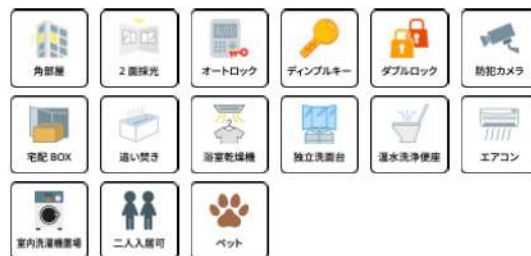 角部屋
2面採光
オートロック
ディンプルキー
ダブルロック
防犯カメラ
宅配 BOX
追い焚き
浴室乾燥機
独立洗面台
温水洗浄便座
エアコン
室内洗濯機置場
二人入居可
ペット